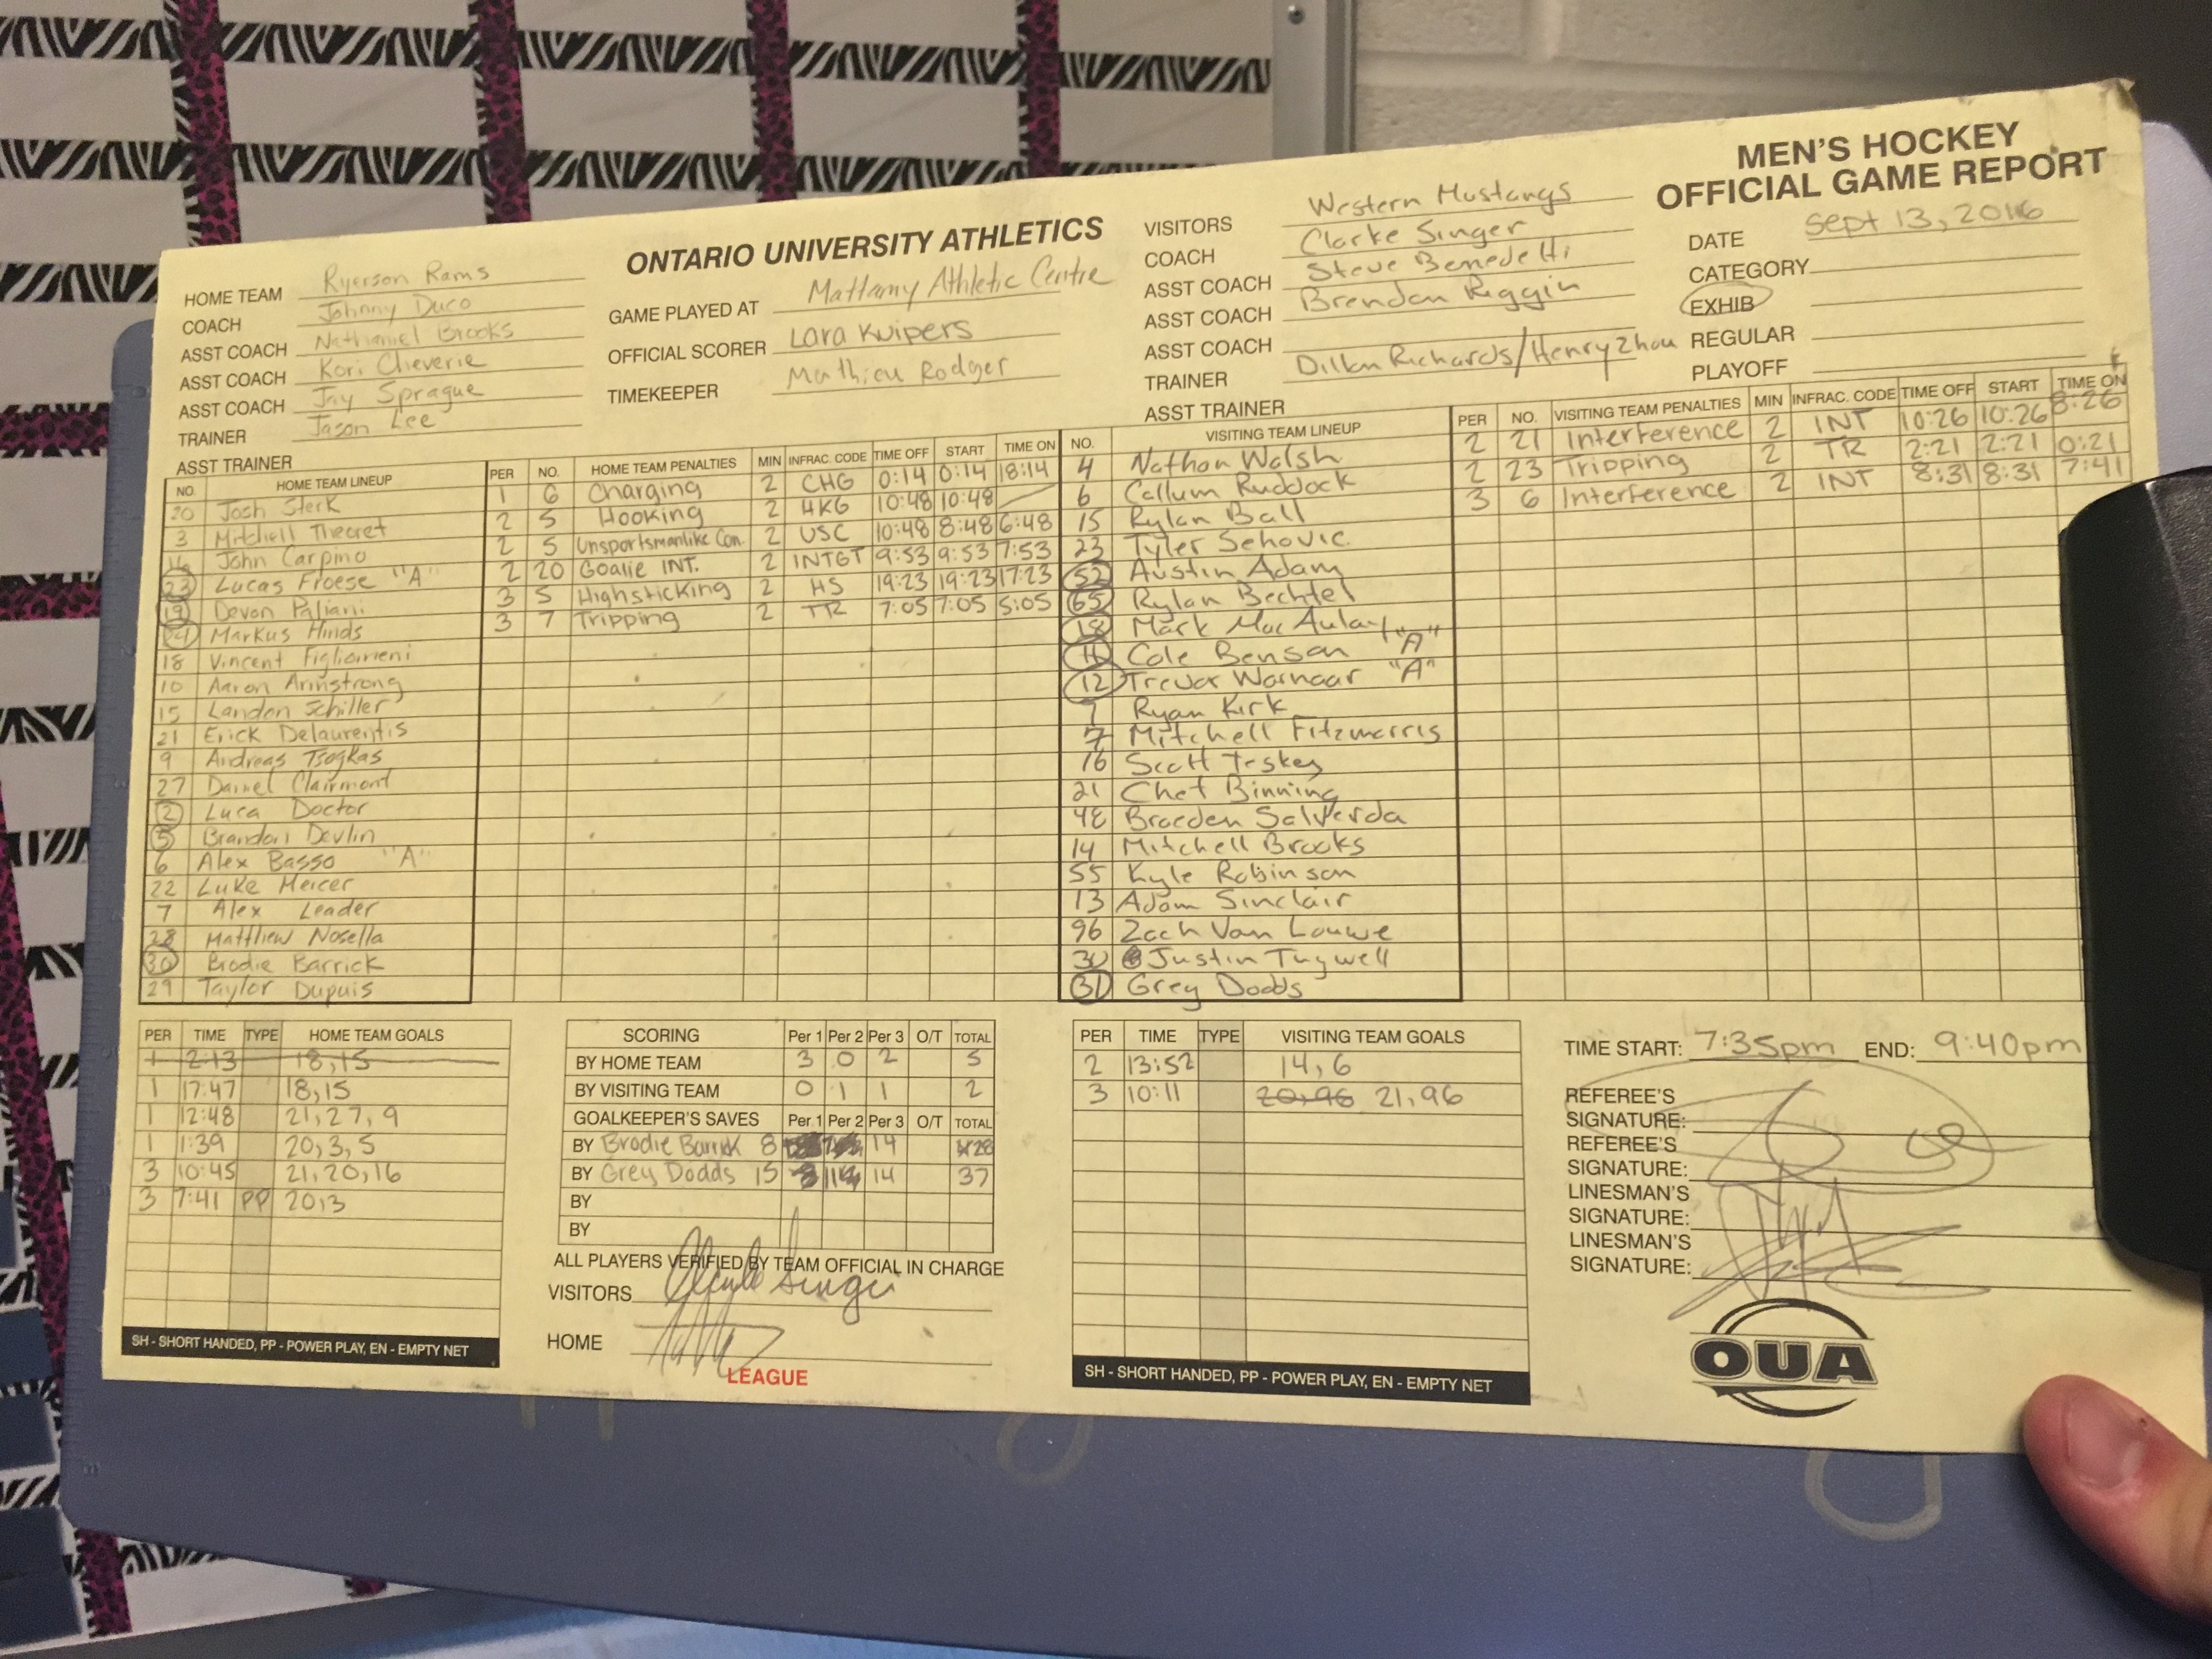 MEN'S HOCKEY
OFFICIAL GAME REPORT
ONTARIO UNIVERSITY ATHLETICS
HOME TEAM Ryerson Rams
COACH Johnny Duco
ASST COACH Nathaniel Brooks
ASST COACH Kori Cheverie
ASST COACH Jay Sprague
TRAINER Jason Lee
ASST TRAINER
GAME PLAYED AT Mattamy Athletic Centre
OFFICIAL SCORER Lara Kuipers
TIMEKEEPER Mathieu Rodger
VISITORS Western Mustangs
COACH Clarke Singer
ASST COACH Steve Benedetti
ASST COACH Brendan Riggin
ASST COACH
TRAINER Dillon Richards/Henry Zhou
ASST TRAINER
DATE Sept 13, 2016
CATEGORY
EXHIB
REGULAR
PLAYOFF
NO. HOME TEAM LINEUP
20 Josh Sterk
3 Mitchell Theoret
16 John Carpino
23 Lucas Froese "A"
19 Devon Paliani
24 Markus Hinds
18 Vincent Figliomeni
10 Aaron Armstrong
15 Landon Schiller
21 Erick Delaurentis
9 Andreas Tsogkas
27 Daniel Clairmont
2 Luca Doctor
5 Brandon Devlin
6 Alex Basso "A"
22 Luke Mercer
7 Alex Leader
28 Matthew Nosella
30 Brodie Barrick
29 Taylor Dupuis
PER NO. HOME TEAM PENALTIES MIN INFRAC. CODE TIME OFF START TIME ON
1 6 Charging 2 CHG 0:14 0:14 18:14
2 5 Hooking 2 HKG 10:48 10:48
2 5 Unsportsmanlike Con. 2 USC 10:48 8:48 6:48
2 20 Goalie INT. 2 INTGT 9:53 9:53 7:53
3 5 Highsticking 2 HS 19:23 19:23 17:23
3 7 Tripping 2 TR 7:05 7:05 5:05
NO. VISITING TEAM LINEUP
4 Nathan Walsh
6 Callum Ruddock
15 Rylan Ball
23 Tyler Sehovic
52 Austin Adam
65 Rylan Bechtel
18 Mark MacAulay "A"
11 Cole Benson "A"
12 Trevor Warnaar "A"
Ryan Kirk
7 Mitchell Fitzmorris
16 Scott Teskey
21 Chet Binning
48 Braeden Salverda
14 Mitchell Brooks
55 Kyle Robinson
13 Adam Sinclair
96 Zach Van Louwe
30 Justin Tugwell
31 Greg Dodds
PER NO. VISITING TEAM PENALTIES MIN INFRAC. CODE TIME OFF START TIME ON
2 21 Interference 2 INT 10:26 10:26 8:26
2 23 Tripping 2 TR 2:21 2:21 0:21
3 6 Interference 2 INT 8:31 8:31 7:41
PER TIME TYPE HOME TEAM GOALS
1 2:13 18,15
1 17:47 18,15
1 12:48 21,27,9
1 1:39 20,3,5
3 10:45 21,20,16
3 7:41 PP 20,3
SH - SHORT HANDED, PP - POWER PLAY, EN - EMPTY NET
SCORING Per 1 Per 2 Per 3 O/T TOTAL
BY HOME TEAM 3 0 2 5
BY VISITING TEAM 0 1 1 2
GOALKEEPER'S SAVES Per 1 Per 2 Per 3 O/T TOTAL
BY Brodie Barrick 8 14 28
BY Greg Dodds 15 8 14 37
BY
BY
ALL PLAYERS VERIFIED BY TEAM OFFICIAL IN CHARGE
VISITORS
HOME
LEAGUE
PER TIME TYPE VISITING TEAM GOALS
2 13:52 14,6
3 10:11 20,96 21,96
SH - SHORT HANDED, PP - POWER PLAY, EN - EMPTY NET
TIME START: 7:35pm END: 9:40pm
REFEREE'S
SIGNATURE:
REFEREE'S
SIGNATURE:
LINESMAN'S
SIGNATURE:
LINESMAN'S
SIGNATURE:
OUA